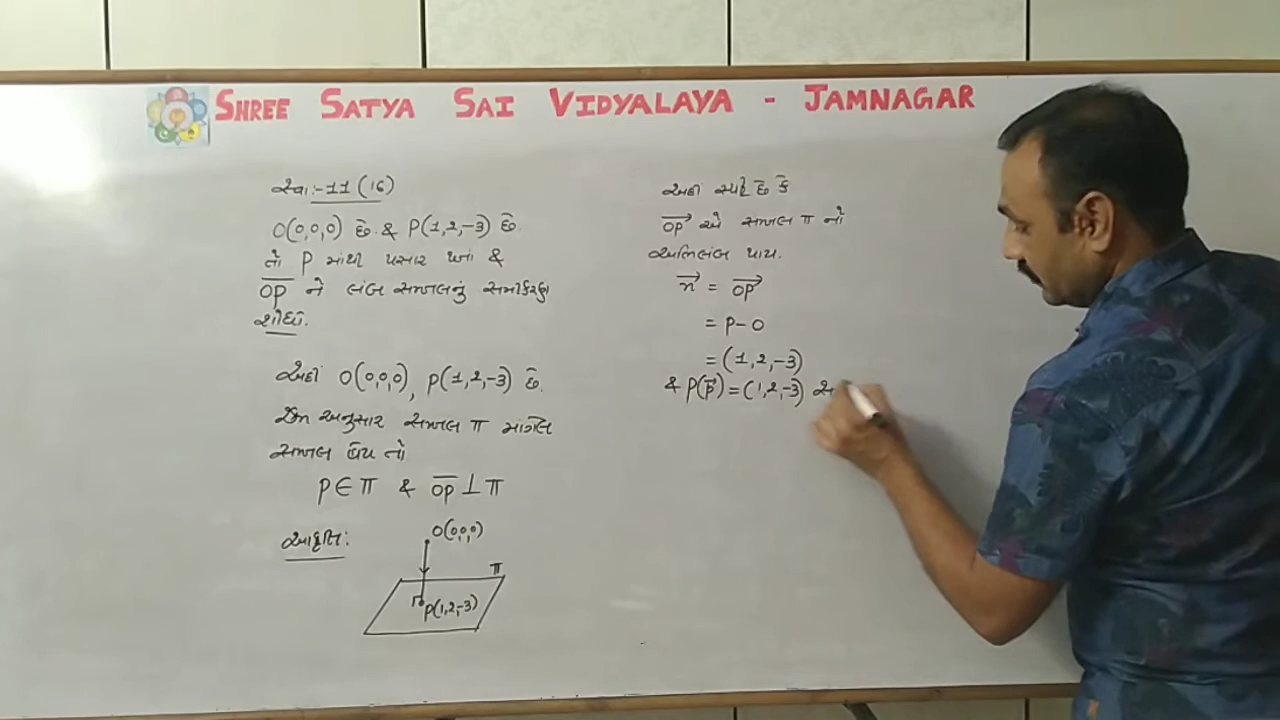 SHREE SATYA SAI VIDYALAYA - JAMNAGAR
સ્વા:-11 (16)
O(0,0,0) છે. & P(1,2,-3) છે.
તો P માંથી પસાર થતાં &
OP ને લંબ સમતલનું સમીકરણ
શોધો.
અહીં O(0,0,0), P(1,2,-3) છે.
અનુસાર સમતલ π માંગેલ
સમતલ હોય તો
P∈π & OP⊥π
આકૃતિ:
O(0,0,0)
π
P(1,2,-3)
અહીં સ્પષ્ટ છે કે
OP⃗ એ સમતલ π નો
અભિલંબ થાય.
n⃗ = OP⃗
= P-O
= (1,2,-3)
& P(p⃗) = (1,2,-3)